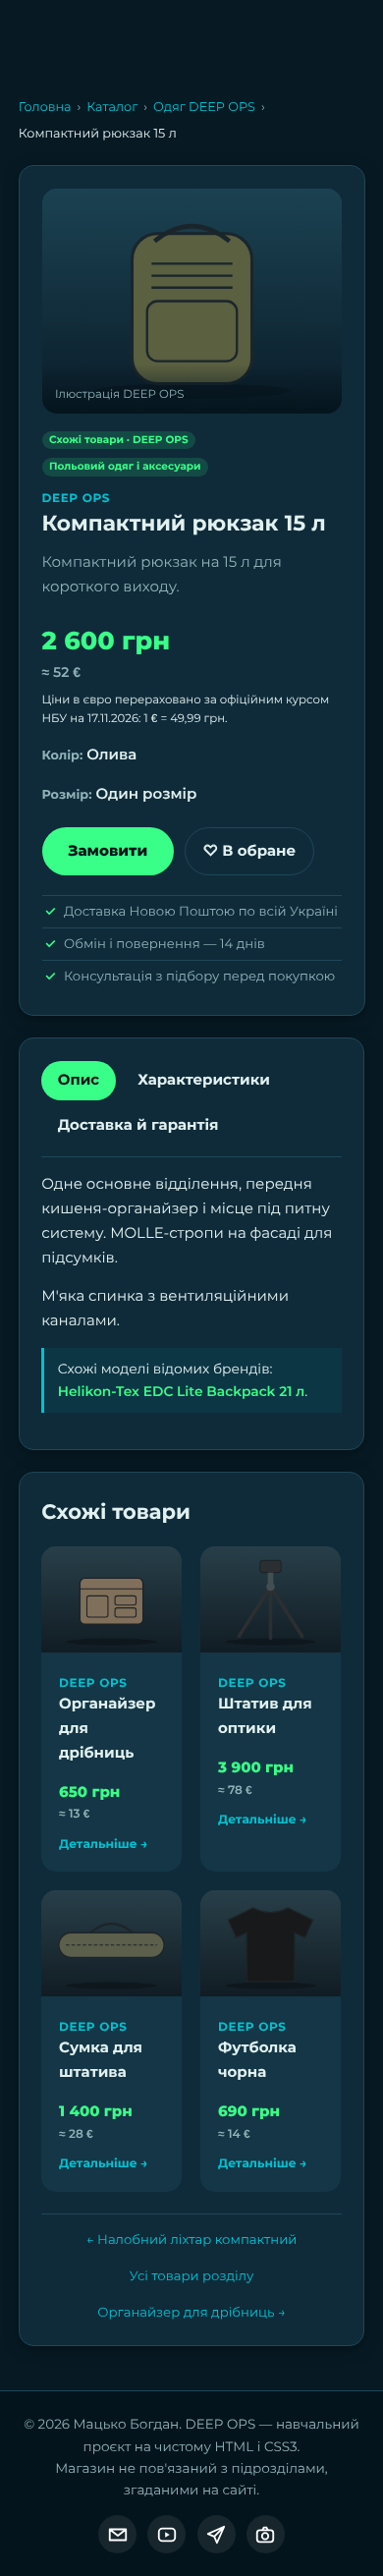 Головна › Каталог › Одяг DEEP OPS ›
Компактний рюкзак 15 л
Ілюстрація DEEP OPS
Схожі товари · DEEP OPS
Польовий одяг і аксесуари
DEEP OPS
Компактний рюкзак 15 л
Компактний рюкзак на 15 л для
короткого виходу.
2 600 грн
≈ 52 €
Ціни в євро перераховано за офіційним курсом
НБУ на 17.11.2026: 1 € = 49,99 грн.
Колір: Олива
Розмір: Один розмір
Замовити
♡ В обране
✓ Доставка Новою Поштою по всій Україні
✓ Обмін і повернення — 14 днів
✓ Консультація з підбору перед покупкою
Опис
Характеристики
Доставка й гарантія
Одне основне відділення, передня
кишеня-органайзер і місце під питну
систему. MOLLE-стропи на фасаді для
підсумків.
М'яка спинка з вентиляційними
каналами.
Схожі моделі відомих брендів:
Helikon-Tex EDC Lite Backpack 21 л.
Схожі товари
DEEP OPS
Органайзер
для
дрібниць
650 грн
≈ 13 €
Детальніше →
DEEP OPS
Штатив для
оптики
3 900 грн
≈ 78 €
Детальніше →
DEEP OPS
Сумка для
штатива
1 400 грн
≈ 28 €
Детальніше →
DEEP OPS
Футболка
чорна
690 грн
≈ 14 €
Детальніше →
← Налобний ліхтар компактний
Усі товари розділу
Органайзер для дрібниць →
© 2026 Мацько Богдан. DEEP OPS — навчальний
проєкт на чистому HTML і CSS3.
Магазин не пов'язаний з підрозділами,
згаданими на сайті.